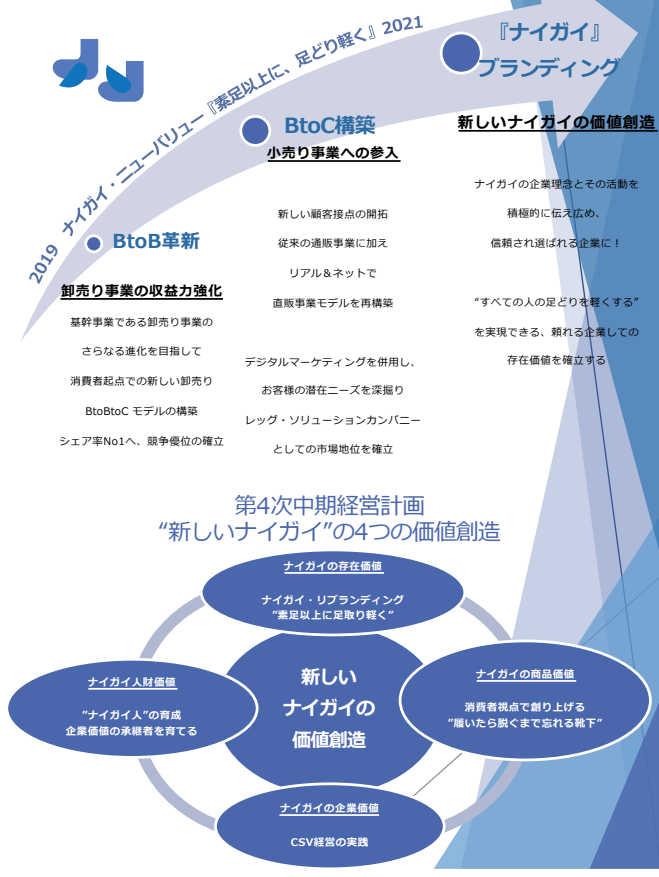 2019 ナイガイ・ニューバリュー『素足以上に、足どり軽く』2021
『ナイガイ』
ブランディング
新しいナイガイの価値創造
ナイガイの企業理念とその活動を
積極的に伝え広め、
信頼され選ばれる企業に！
“すべての人の足どりを軽くする”
を実現できる、頼れる企業しての
存在価値を確立する
BtoC構築
小売り事業への参入
新しい顧客接点の開拓
従来の通販事業に加え
リアル＆ネットで
直販事業モデルを再構築
デジタルマーケティングを併用し、
お客様の潜在ニーズを深掘り
レッグ・ソリューションカンパニー
としての市場地位を確立
BtoB革新
卸売り事業の収益力強化
基幹事業である卸売り事業の
さらなる進化を目指して
消費者起点での新しい卸売り
BtoBtoC モデルの構築
シェア率No1へ、競争優位の確立
第4次中期経営計画
“新しいナイガイ”の4つの価値創造
ナイガイの存在価値
ナイガイ・リブランディング
“素足以上に足取り軽く”
ナイガイ人財価値
“ナイガイ人”の育成
企業価値の承継者を育てる
新しい
ナイガイの
価値創造
ナイガイの商品価値
消費者視点で創り上げる
”履いたら脱ぐまで忘れる靴下”
ナイガイの企業価値
CSV経営の実践